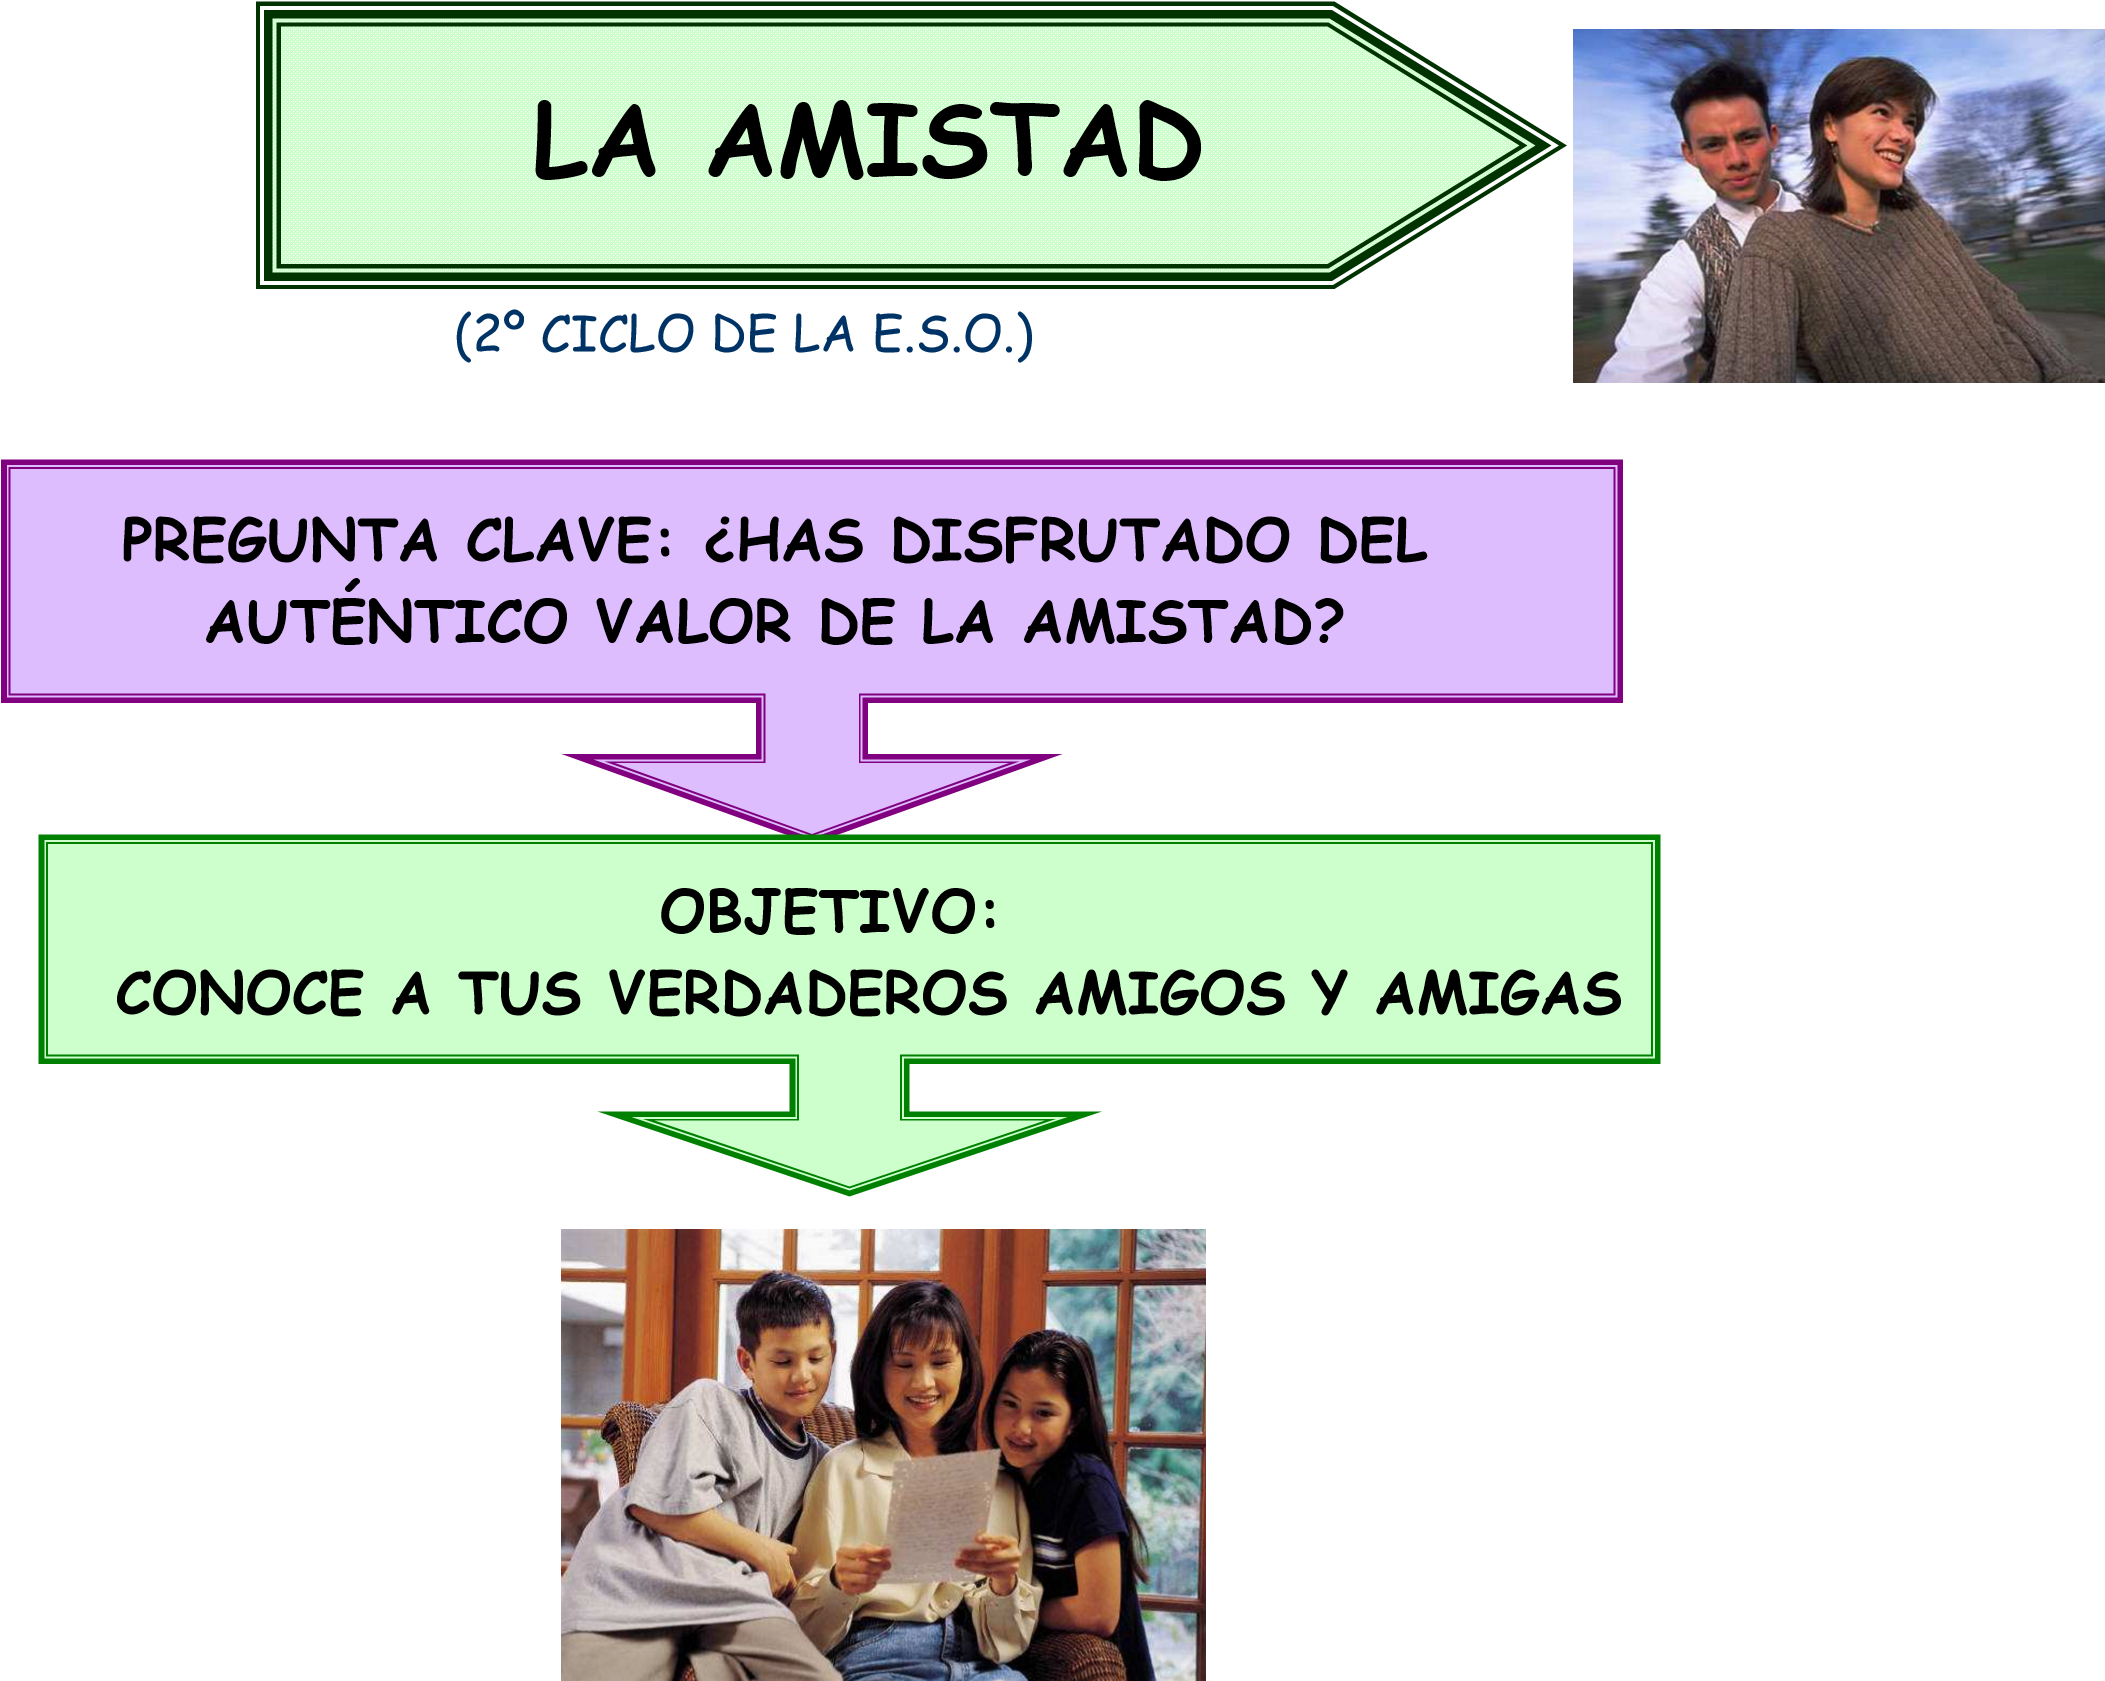 LA AMISTAD
(2º CICLO DE LA E.S.O.)
PREGUNTA CLAVE: ¿HAS DISFRUTADO DEL
AUTÉNTICO VALOR DE LA AMISTAD?
OBJETIVO:
CONOCE A TUS VERDADEROS AMIGOS Y AMIGAS